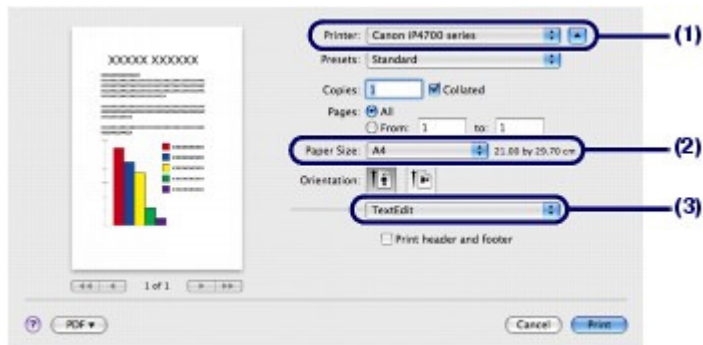 Printer: Canon iP4700 series (1)
XXXXX XXXXXX
Presets: Standard
Copies: 1 Collated
Pages: All
From: 1 to: 1
Paper Size: A4 21.00 by 29.70 cm (2)
Orientation:
TextEdit (3)
Print header and footer
1 of 1
? PDF Cancel Print